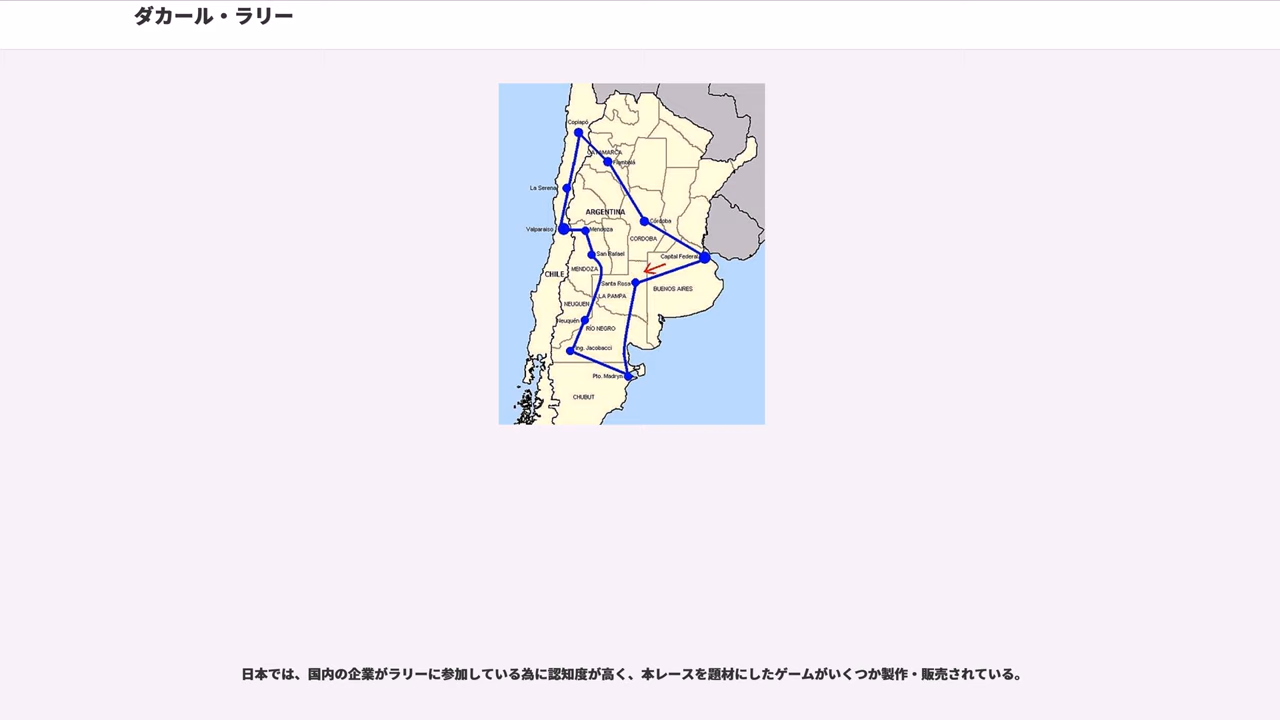 ダカール・ラリー
Copiapó
CATAMARCA
Fiambalá
La Serena
ARGENTINA
Córdoba
Valparaíso
Mendoza
CORDOBA
San Rafael
Capital Federal
MENDOZA
CHILE
Santa Rosa
BUENOS AIRES
LA PAMPA
NEUQUEN
Neuquén
RÍO NEGRO
Ing. Jacobacci
Pto. Madryn
CHUBUT
日本では、国内の企業がラリーに参加している為に認知度が高く、本レースを題材にしたゲームがいくつか製作・販売されている。